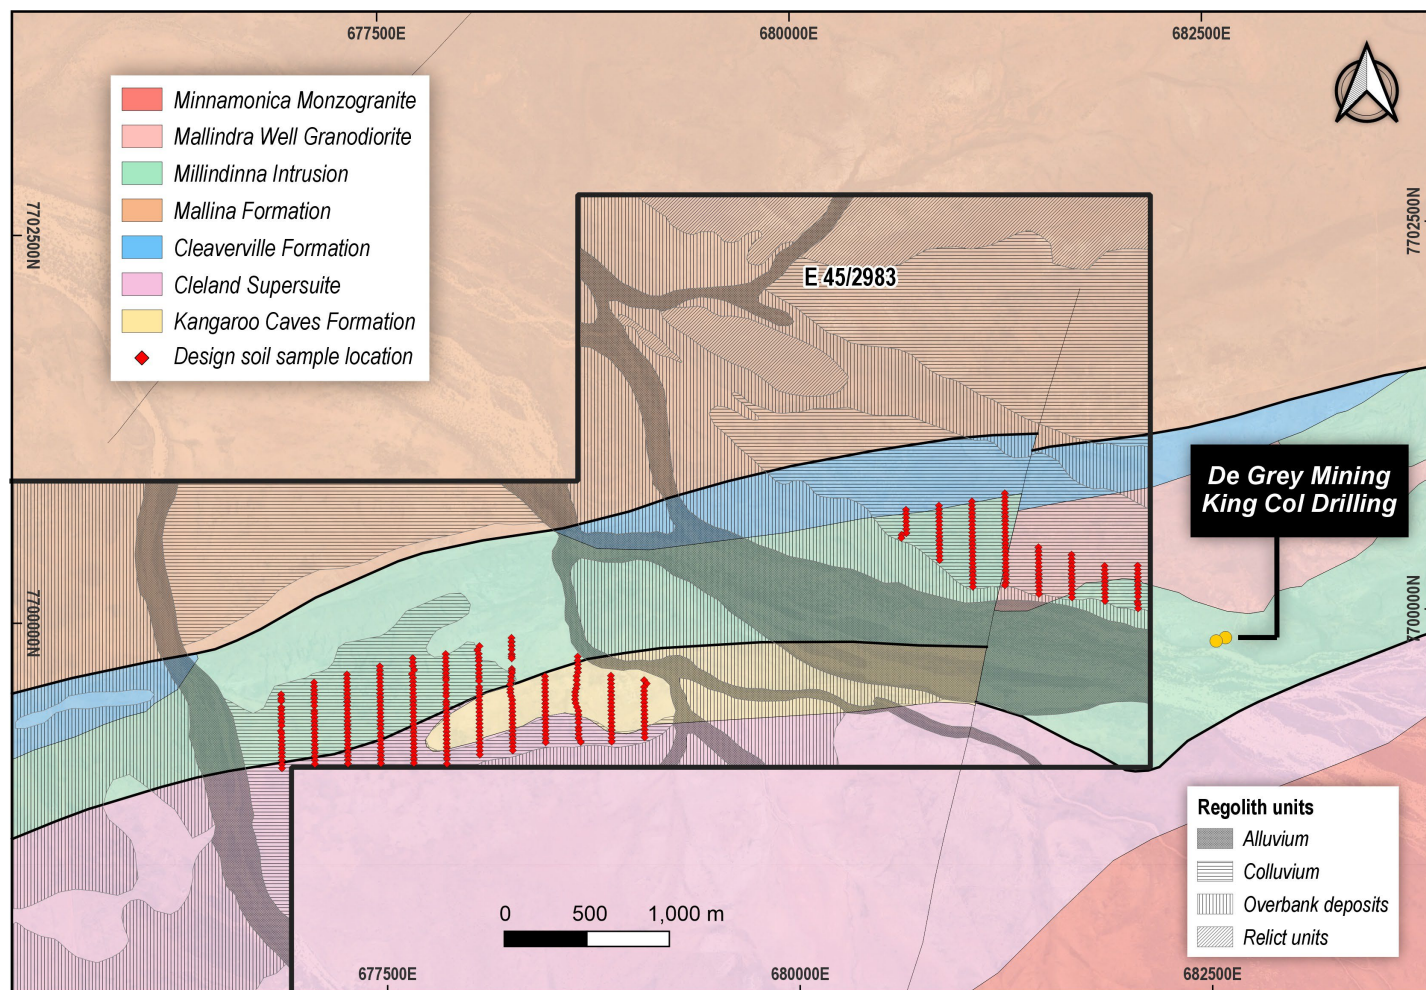 677500E
680000E
682500E
Minnamonica Monzogranite
Mallindra Well Granodiorite
Millindinna Intrusion
Mallina Formation
Cleaverville Formation
Cleland Supersuite
Kangaroo Caves Formation
Design soil sample location
7702500N
7702500N
E 45/2983
De Grey Mining
King Col Drilling
7700000N
7700000N
Regolith units
Alluvium
Colluvium
Overbank deposits
Relict units
0 500 1,000 m
677500E
680000E
682500E